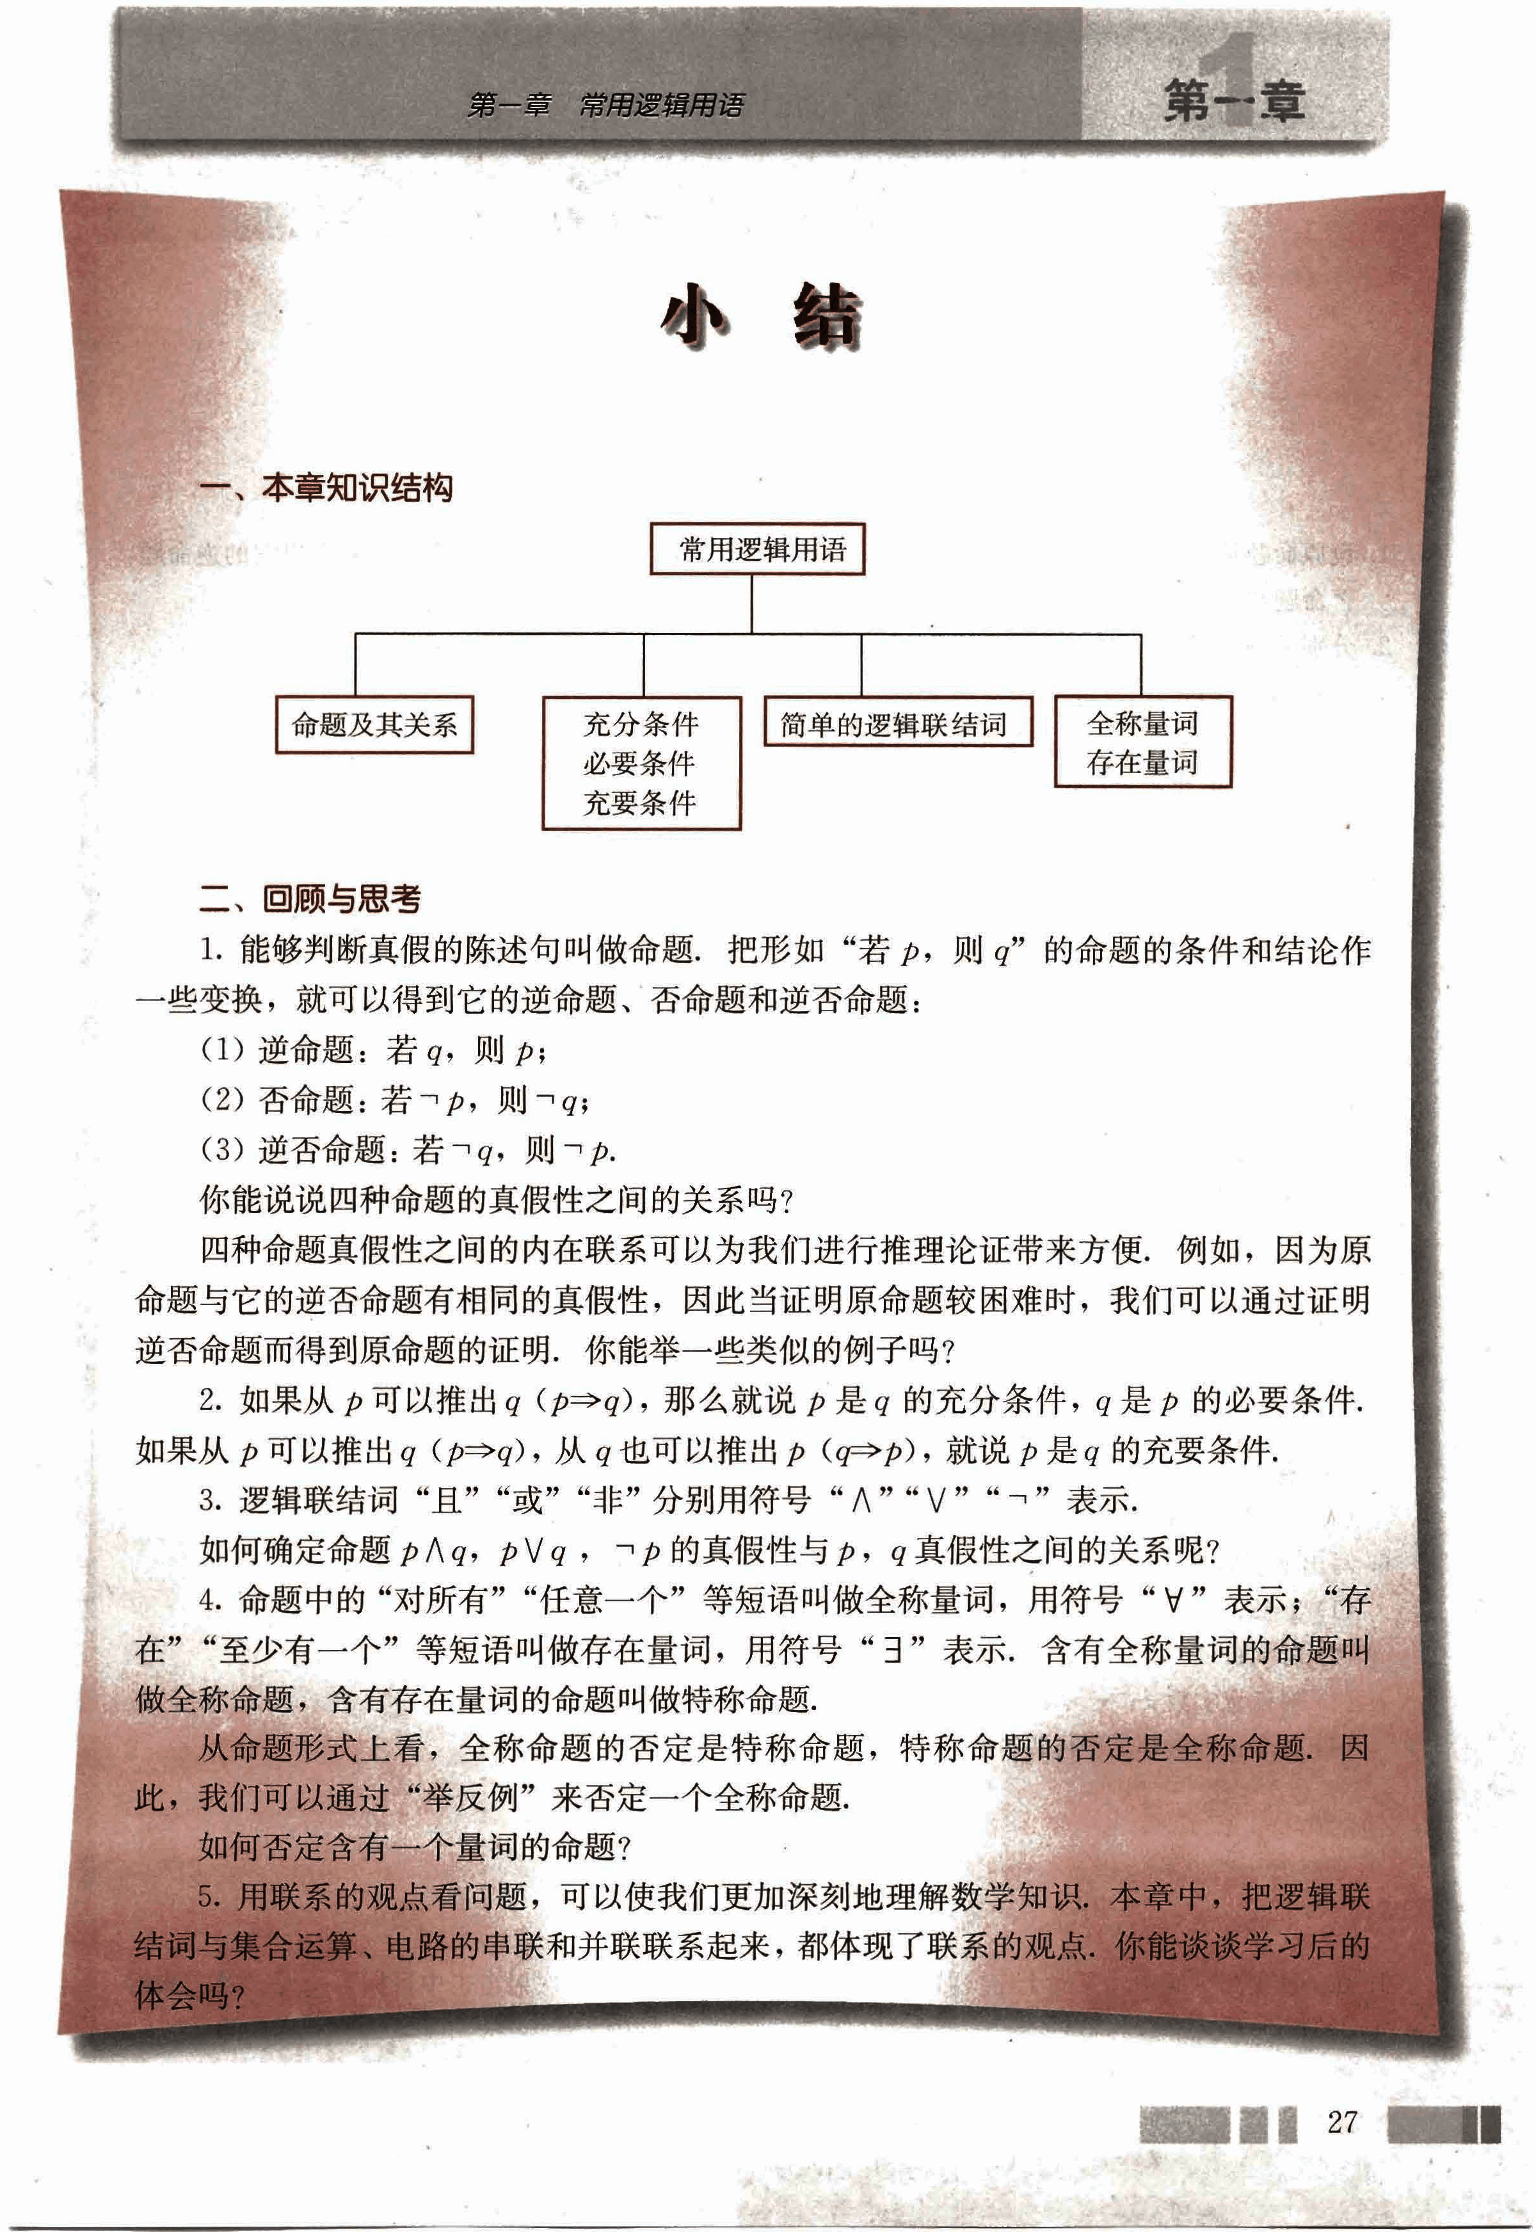 第一章 常用逻辑用语
第一章
小 结
一、本章知识结构
常用逻辑用语
命题及其关系
充分条件
必要条件
充要条件
简单的逻辑联结词
全称量词
存在量词
二、回顾与思考
1. 能够判断真假的陈述句叫做命题. 把形如“若 p，则 q”的命题的条件和结论作
一些变换，就可以得到它的逆命题、否命题和逆否命题：
（1）逆命题：若 q，则 p；
（2）否命题：若￢p，则￢q；
（3）逆否命题：若￢q，则￢p.
你能说说四种命题的真假性之间的关系吗？
四种命题真假性之间的内在联系可以为我们进行推理论证带来方便. 例如，因为原
命题与它的逆否命题有相同的真假性，因此当证明原命题较困难时，我们可以通过证明
逆否命题而得到原命题的证明. 你能举一些类似的例子吗？
2. 如果从 p 可以推出 q（p⇒q），那么就说 p 是 q 的充分条件，q 是 p 的必要条件.
如果从 p 可以推出 q（p⇒q），从 q 也可以推出 p（q⇒p），就说 p 是 q 的充要条件.
3. 逻辑联结词“且”“或”“非”分别用符号“∧”“∨”“￢”表示.
如何确定命题 p∧q，p∨q，￢p 的真假性与 p，q 真假性之间的关系呢？
4. 命题中的“对所有”“任意一个”等短语叫做全称量词，用符号“∀”表示；“存
在”“至少有一个”等短语叫做存在量词，用符号“∃”表示. 含有全称量词的命题叫
做全称命题，含有存在量词的命题叫做特称命题.
从命题形式上看，全称命题的否定是特称命题，特称命题的否定是全称命题. 因
此，我们可以通过“举反例”来否定一个全称命题.
如何否定含有一个量词的命题？
5. 用联系的观点看问题，可以使我们更加深刻地理解数学知识. 本章中，把逻辑联
结词与集合运算、电路的串联和并联联系起来，都体现了联系的观点. 你能谈谈学习后的
体会吗？
27